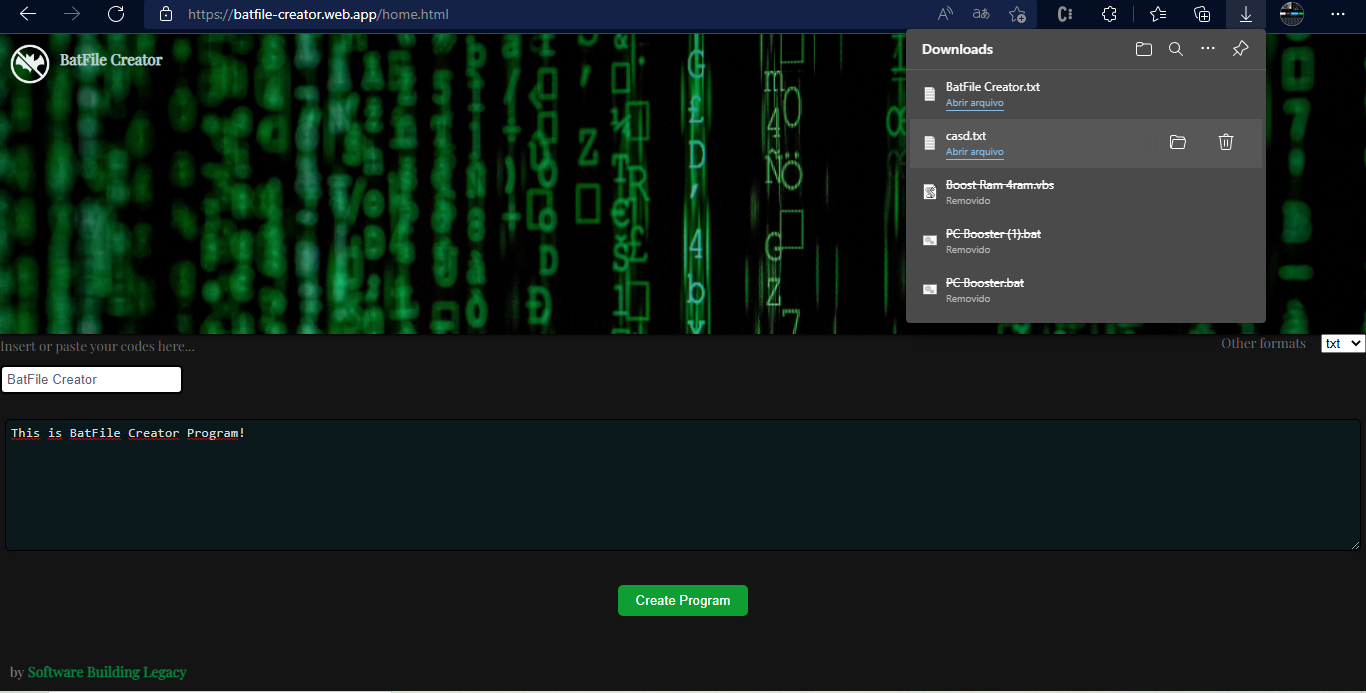 https://batfile-creator.web.app/home.html
BatFile Creator
Downloads
BatFile Creator.txt
Abrir arquivo
casd.txt
Abrir arquivo
Boost Ram 4ram.vbs
Removido
PC Booster (1).bat
Removido
PC Booster.bat
Removido
Insert or paste your codes here...
Other formats
txt
BatFile Creator
This is BatFile Creator Program!
Create Program
by Software Building Legacy